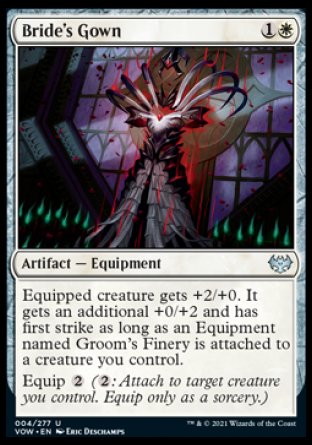 Bride's Gown 1
Artifact — Equipment
Equipped creature gets +2/+0. It
gets an additional +0/+2 and has
first strike as long as an Equipment
named Groom's Finery is attached to
a creature you control.
Equip 2 (2: Attach to target creature
you control. Equip only as a sorcery.)
004/277 U
VOW • EN Eric Deschamps
™ & © 2021 Wizards of the Coast